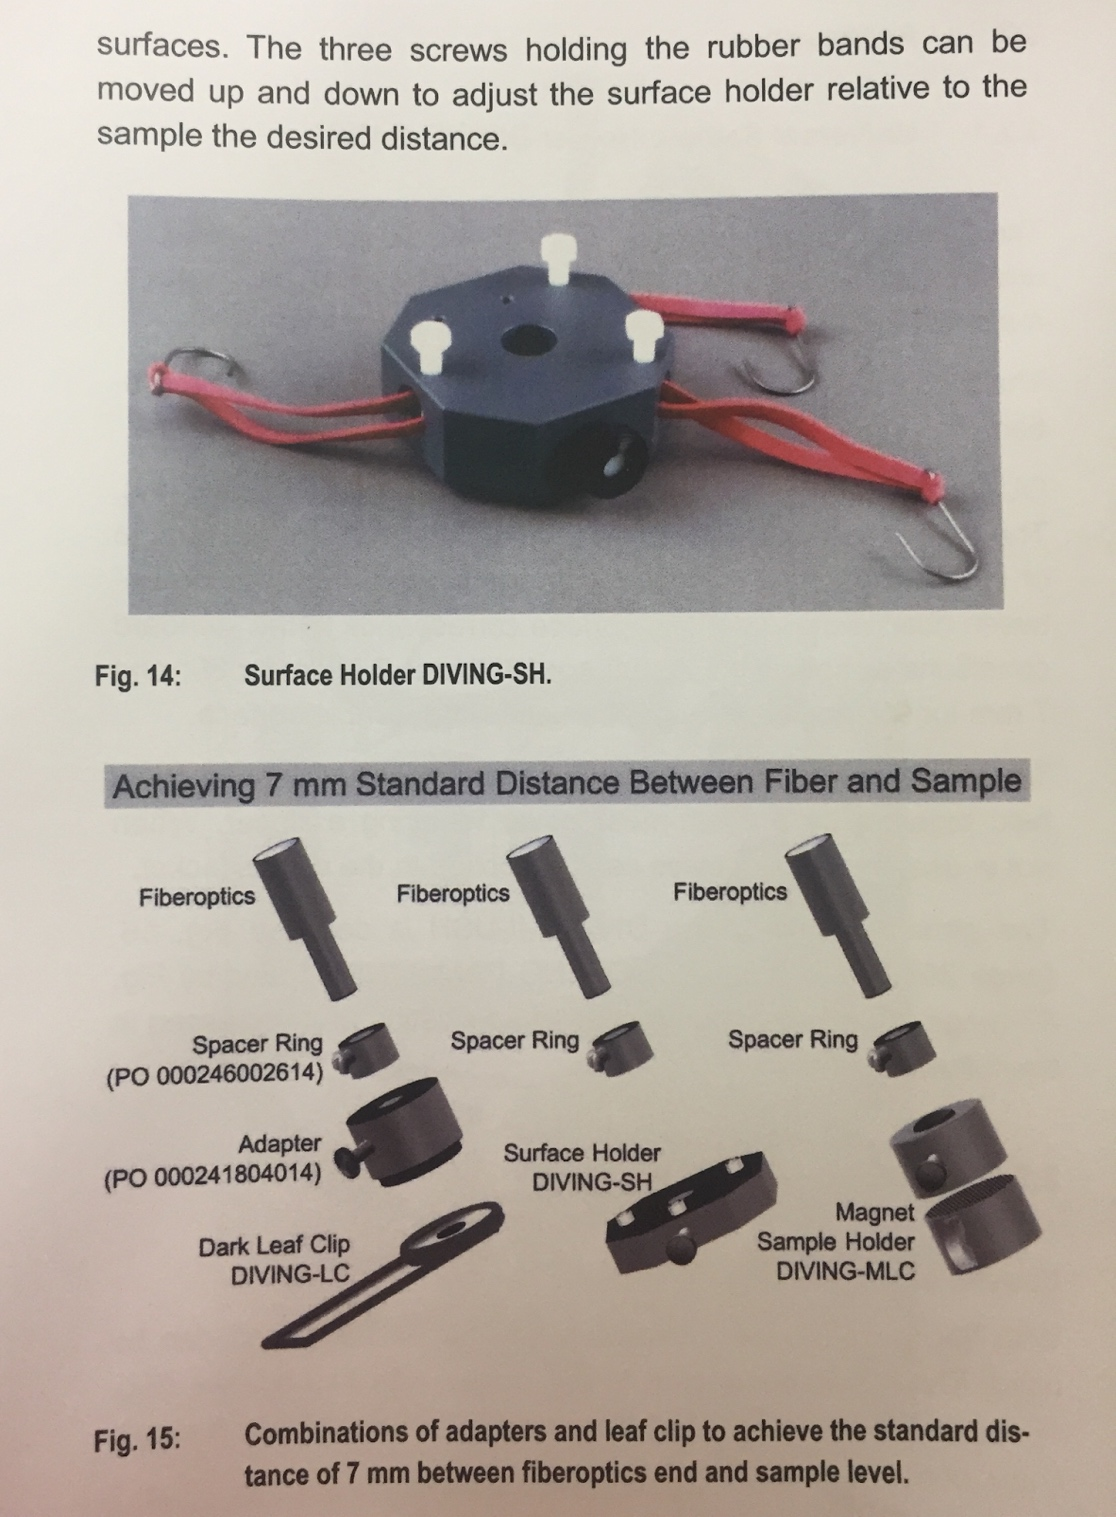 surfaces. The three screws holding the rubber bands can be
moved up and down to adjust the surface holder relative to the
sample the desired distance.
Fig. 14: Surface Holder DIVING-SH.
Achieving 7 mm Standard Distance Between Fiber and Sample
Fiberoptics Fiberoptics Fiberoptics
Spacer Ring
(PO 000246002614)
Spacer Ring
Spacer Ring
Adapter
(PO 000241804014)
Surface Holder
DIVING-SH
Magnet
Sample Holder
DIVING-MLC
Dark Leaf Clip
DIVING-LC
Fig. 15: Combinations of adapters and leaf clip to achieve the standard dis-
tance of 7 mm between fiberoptics end and sample level.